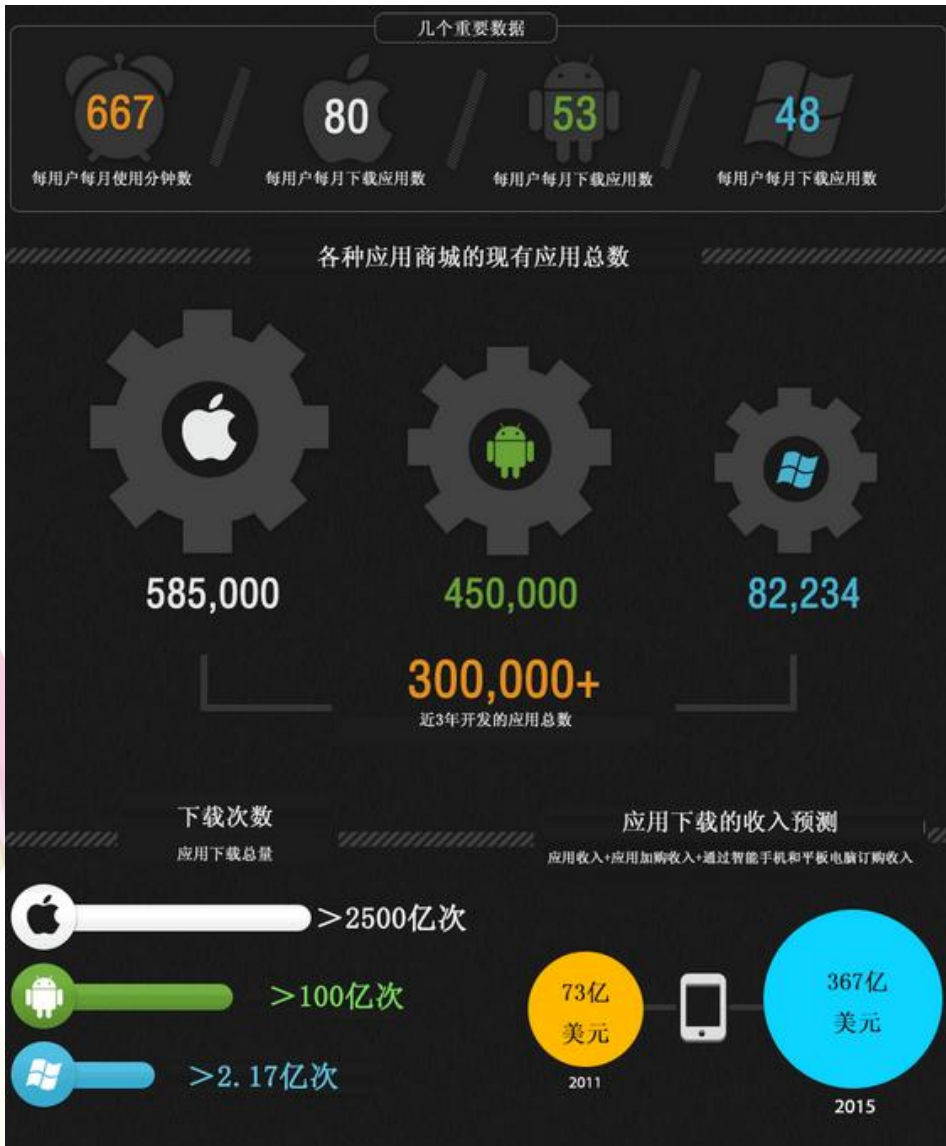 几个重要数据
667
80
53
48
每用户每月使用分钟数
每用户每月下载应用数
每用户每月下载应用数
每用户每月下载应用数
各种应用商城的现有应用总数
585,000
450,000
82,234
300,000+
近3年开发的应用总数
下载次数
应用下载总量
>2500亿次
>100亿次
>2.17亿次
应用下载的收入预测
应用收入+应用加购收入+通过智能手机和平板电脑订购收入
73亿
美元
2011
367亿
美元
2015